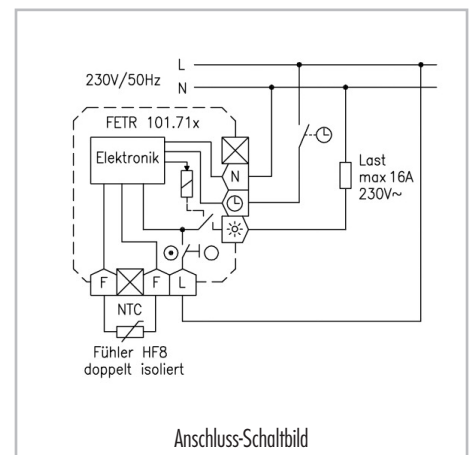 L
230V/50Hz
N
FETR 101.71x
Elektronik
N
Last
max 16A
230V~
F
F
L
NTC
Fühler HF8
doppelt isoliert
Anschluss-Schaltbild